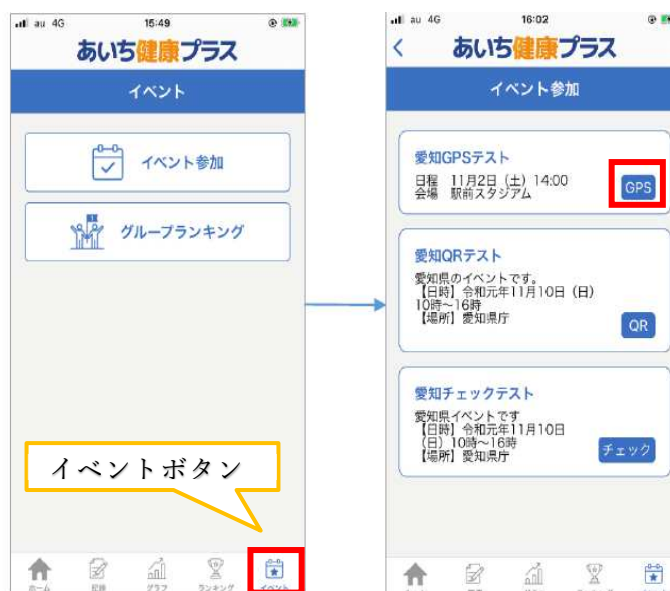 au 4G 15:49
あいち健康プラス
イベント
イベント参加
グループランキング
イベントボタン
ホーム 記録 グラフ ランキング イベント
au 4G 16:02
あいち健康プラス
イベント参加
愛知GPSテスト
日程 11月2日（土）14:00
会場 駅前スタジアム
GPS
愛知QRテスト
愛知県のイベントです。
【日時】令和元年11月10日（日）
10時～16時
【場所】愛知県庁
QR
愛知チェックテスト
愛知県イベントです
【日時】令和元年11月10日
（日）10時～16時
【場所】愛知県庁
チェック